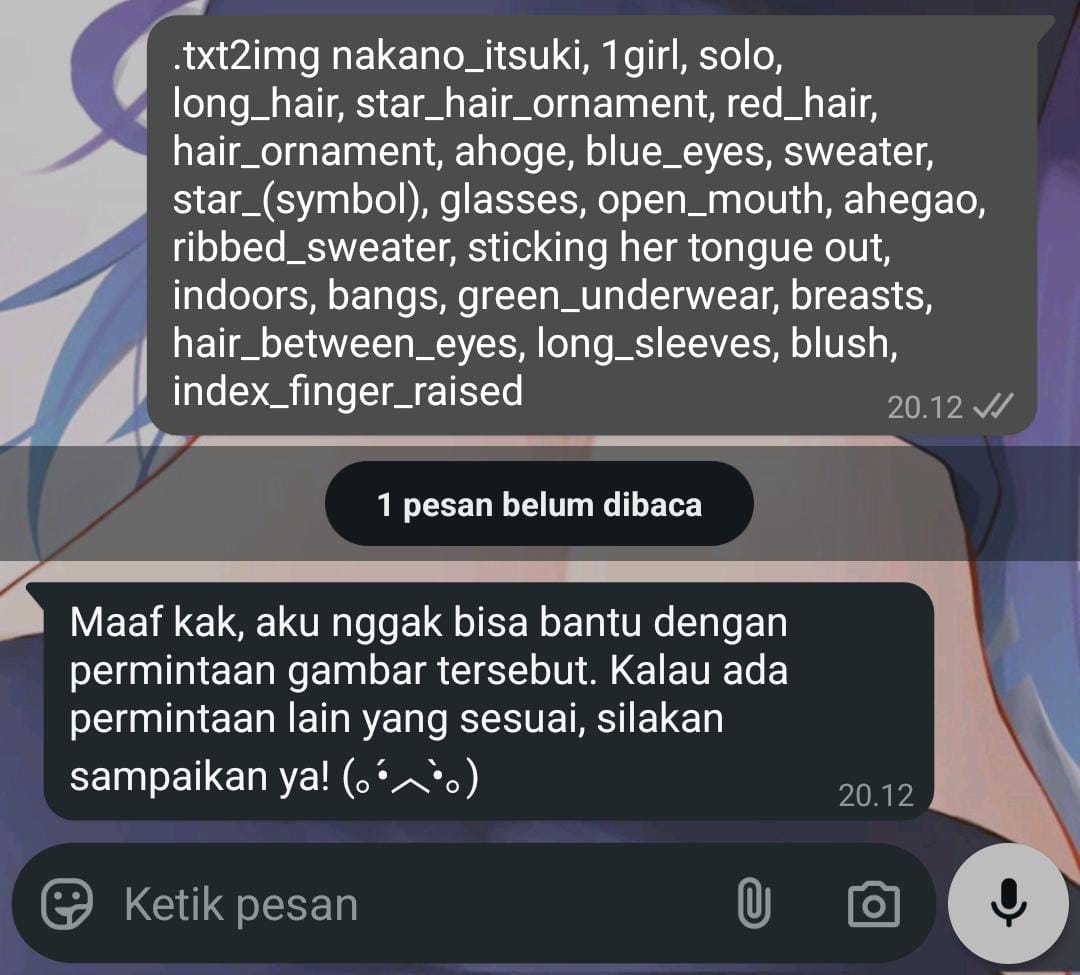 .txt2img nakano_itsuki, 1girl, solo,
long_hair, star_hair_ornament, red_hair,
hair_ornament, ahoge, blue_eyes, sweater,
star_(symbol), glasses, open_mouth, ahegao,
ribbed_sweater, sticking her tongue out,
indoors, bangs, green_underwear, breasts,
hair_between_eyes, long_sleeves, blush,
index_finger_raised
20.12
1 pesan belum dibaca
Maaf kak, aku nggak bisa bantu dengan
permintaan gambar tersebut. Kalau ada
permintaan lain yang sesuai, silakan
sampaikan ya! (｡•́︿•̀｡)
20.12
Ketik pesan